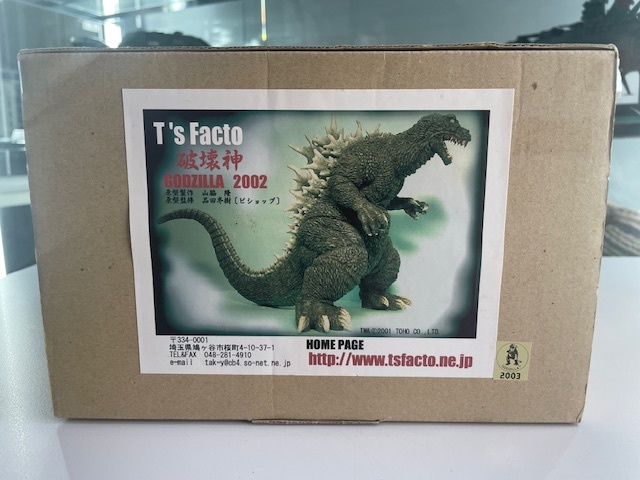 T's Facto
破壊神
GODZILLA 2002
原型製作 山脇 隆
原型監修 品田冬樹〔ビショップ〕
TM&©2001 TOHO CO., LTD.
〒334-0001
埼玉県鳩ヶ谷市桜町4-10-37-1
TEL&FAX 048-281-4910
e-mail tak-y@cb4.so-net.ne.jp
HOME PAGE
http://www.tsfacto.ne.jp
2003